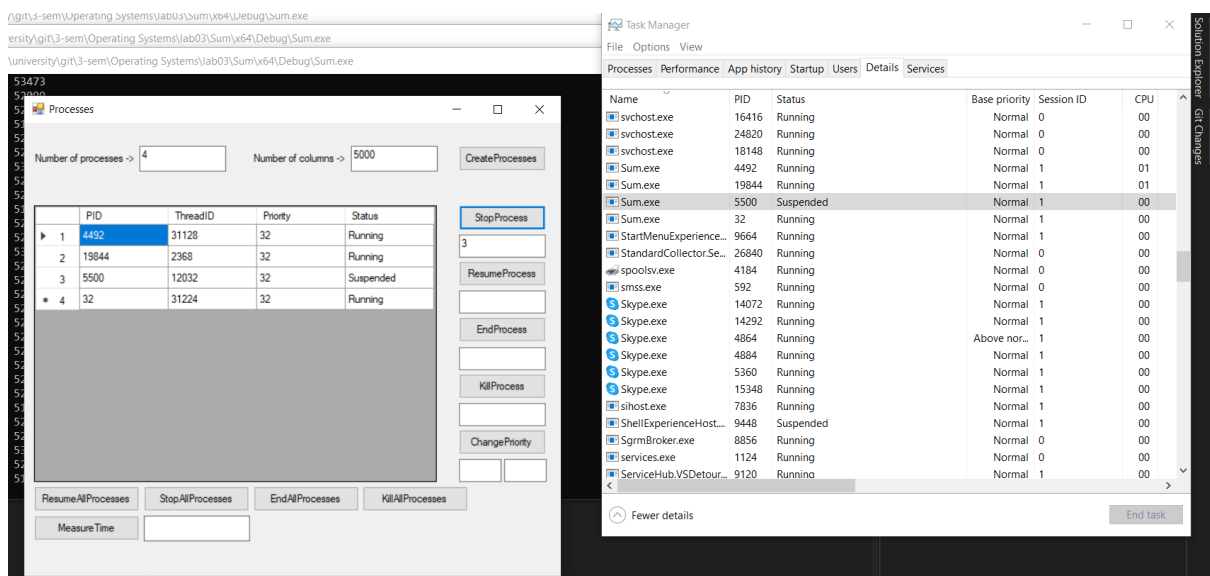 \git\3-sem\Operating Systems\lab03\Sum\x64\Debug\Sum.exe
ersity\git\3-sem\Operating Systems\lab03\Sum\x64\Debug\Sum.exe
\university\git\3-sem\Operating Systems\lab03\Sum\x64\Debug\Sum.exe
53473
Processes
Number of processes -> 4 Number of columns -> 5000 CreateProcesses
PID ThreadID Priority Status
1 4492 31128 32 Running
2 19844 2368 32 Running
3 5500 12032 32 Suspended
4 32 31224 32 Running
StopProcess
3
ResumeProcess
EndProcess
KillProcess
ChangePriority
ResumeAllProcesses StopAllProcesses EndAllProcesses KillAllProcesses
MeasureTime
Task Manager
File Options View
Processes Performance App history Startup Users Details Services
Name PID Status Base priority Session ID CPU
svchost.exe 16416 Running Normal 0 00
svchost.exe 24820 Running Normal 0 00
svchost.exe 18148 Running Normal 0 00
Sum.exe 4492 Running Normal 1 01
Sum.exe 19844 Running Normal 1 01
Sum.exe 5500 Suspended Normal 1 00
Sum.exe 32 Running Normal 1 00
StartMenuExperience... 9664 Running Normal 1 00
StandardCollector.Se... 26840 Running Normal 0 00
spoolsv.exe 4184 Running Normal 0 00
smss.exe 592 Running Normal 0 00
Skype.exe 14072 Running Normal 1 00
Skype.exe 14292 Running Normal 1 00
Skype.exe 4864 Running Above nor... 1 00
Skype.exe 4884 Running Normal 1 00
Skype.exe 5360 Running Normal 1 00
Skype.exe 15348 Running Normal 1 00
sihost.exe 7836 Running Normal 1 00
ShellExperienceHost.... 9448 Suspended Normal 1 00
SgrmBroker.exe 8856 Running Normal 0 00
services.exe 1124 Running Normal 0 00
ServiceHub.VSDetour... 9120 Running Normal 1 00
Fewer details
End task
Solution Explorer
Git Changes